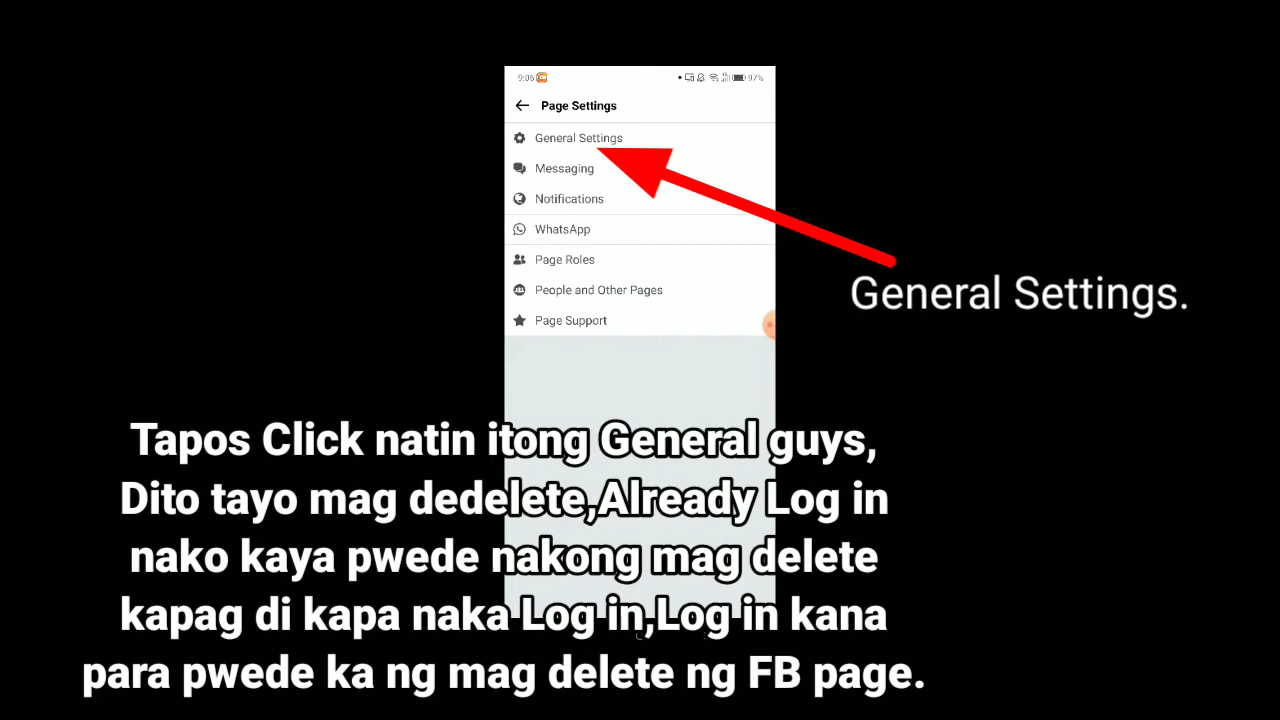 9:06
97%
Page Settings
General Settings
Messaging
Notifications
WhatsApp
Page Roles
People and Other Pages
Page Support
General Settings.
Tapos Click natin itong General guys,
Dito tayo mag dedelete,Already Log in
nako kaya pwede nakong mag delete
kapag di kapa naka Log in,Log in kana
para pwede ka ng mag delete ng FB page.